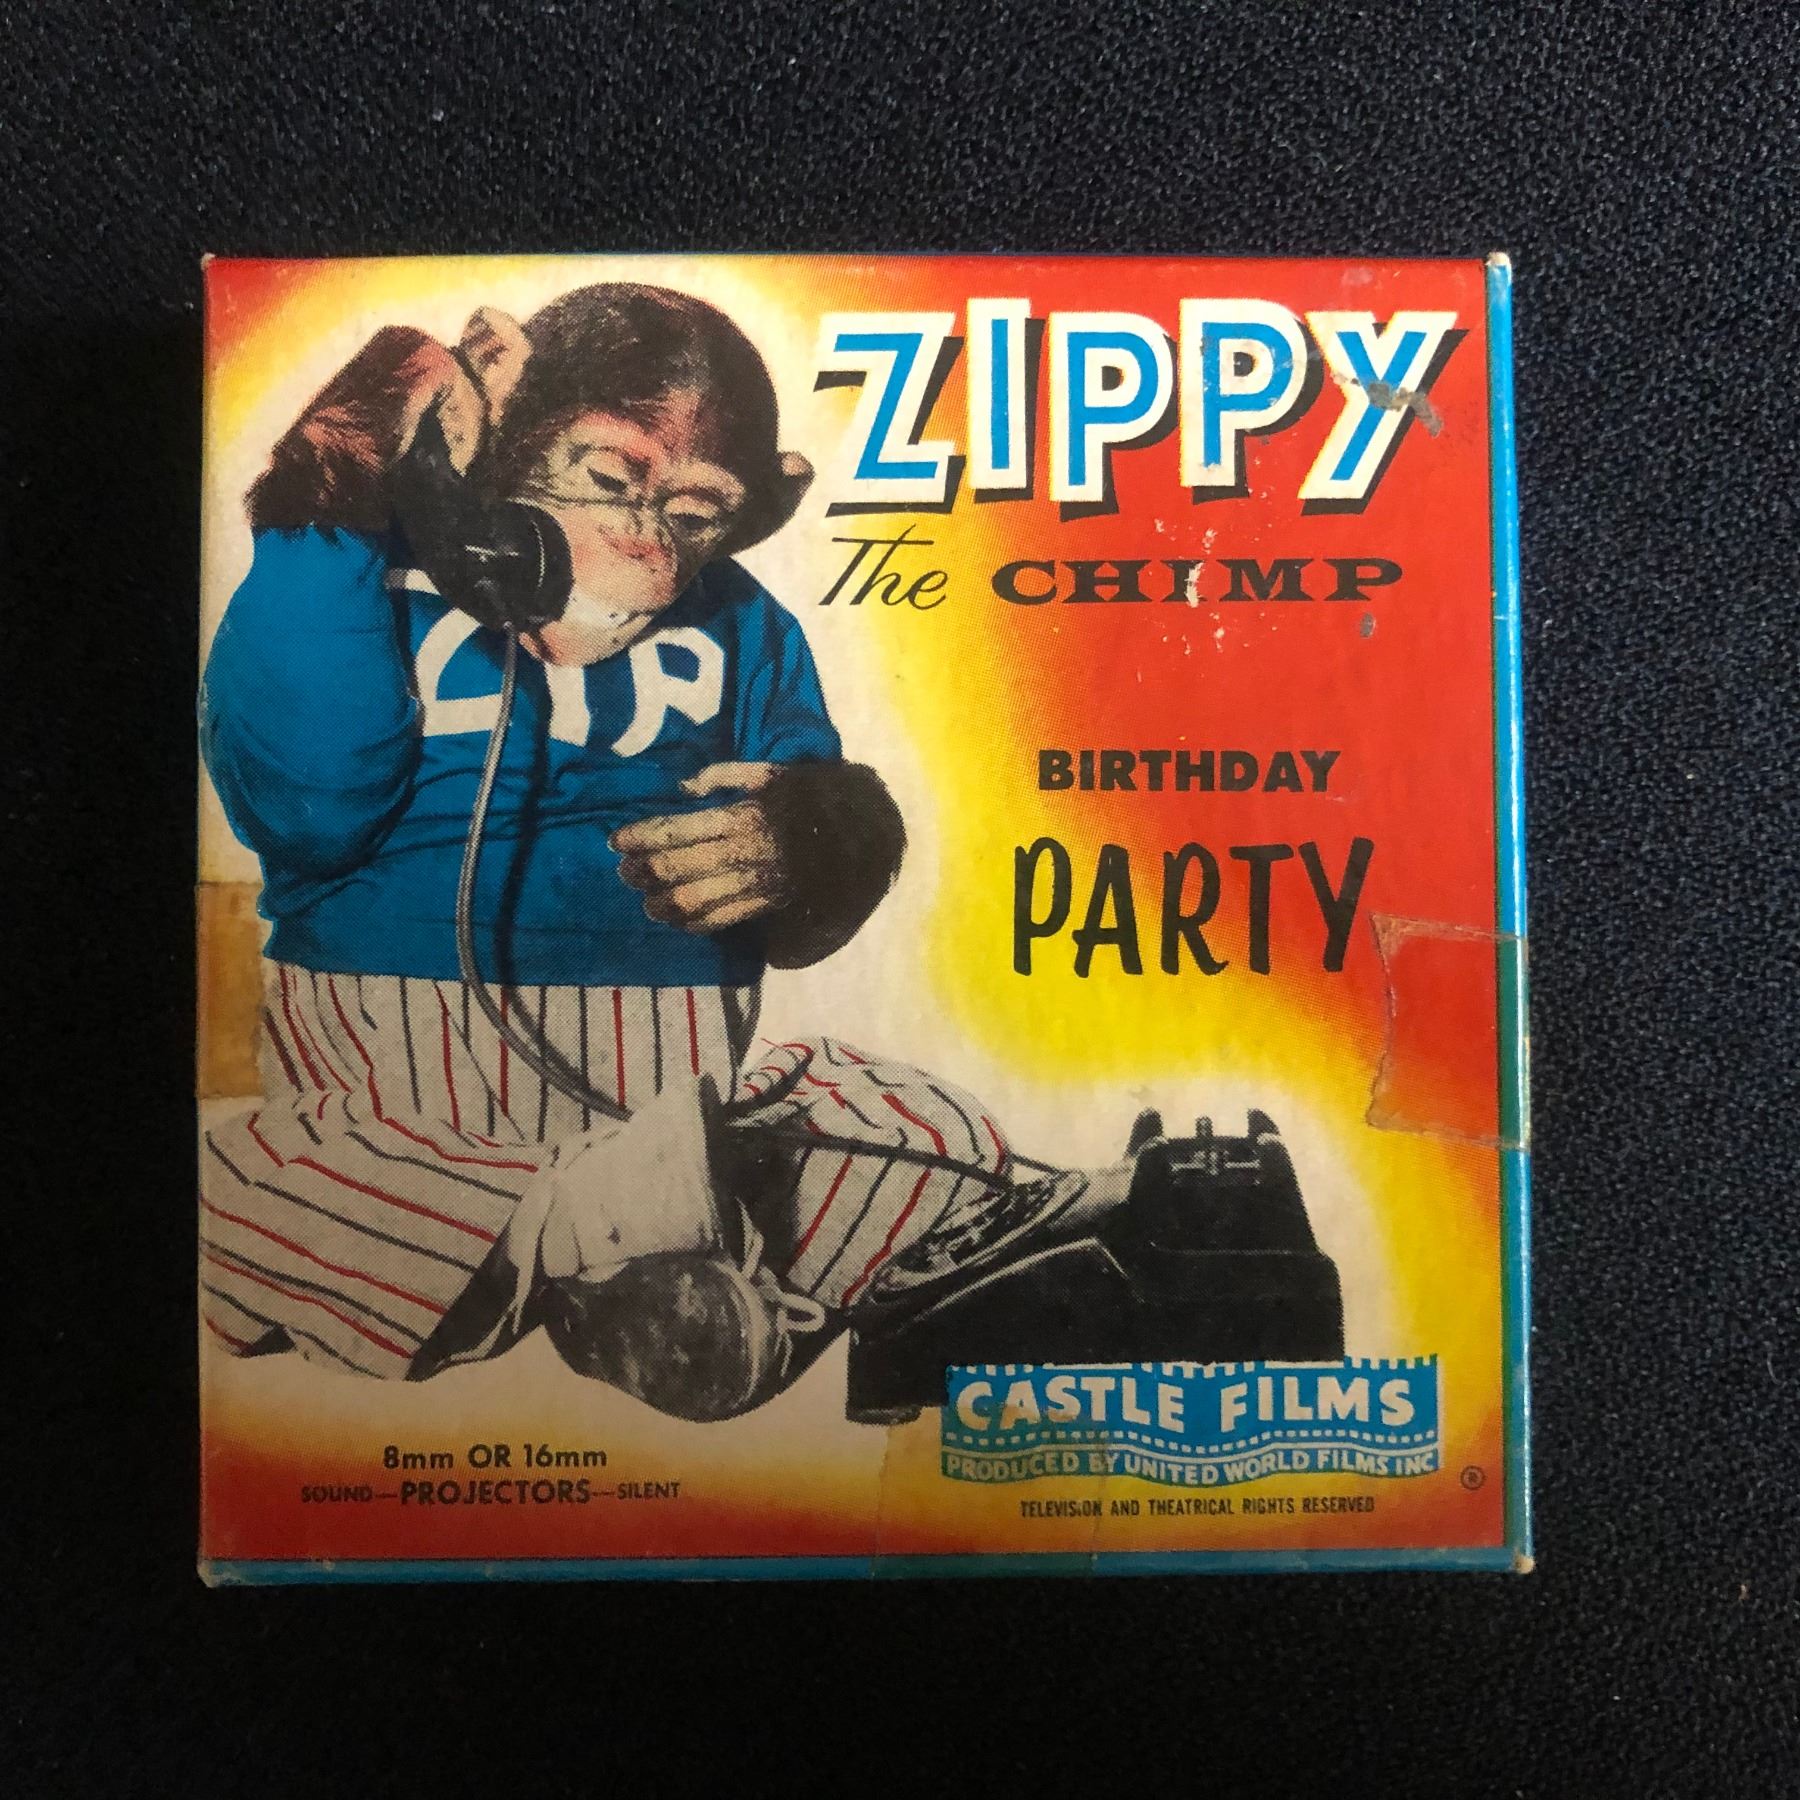 ZIPPY
The CHIMP
ZIP
BIRTHDAY
PARTY
CASTLE FILMS
PRODUCED BY UNITED WORLD FILMS INC
®
TELEVISION AND THEATRICAL RIGHTS RESERVED
8mm OR 16mm
SOUND—PROJECTORS—SILENT